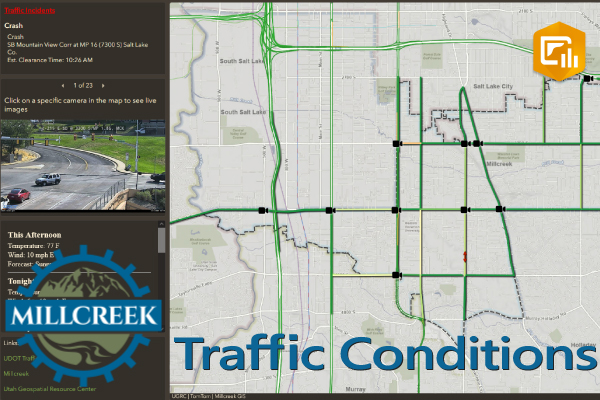 Traffic Incidents
Crash
Crash
SB Mountain View Corr at MP 16 (7300 S) Salt Lake
Co.
Est. Clearance Time: 10:26 AM
1 of 23
Click on a specific camera in the map to see live
images
This Afternoon
Temperature: 77 F
Wind: 10 mph
Forecast:
Tonight
MILLCREEK
Links
UDOT Traff
Millcreek
Utah Geospatial Resource Center
South Salt Lake
South Salt Lake
Salt Lake City
Millcreek
Holladay
Murray
UGRC | TomTom | Millcreek GIS
Traffic Conditions